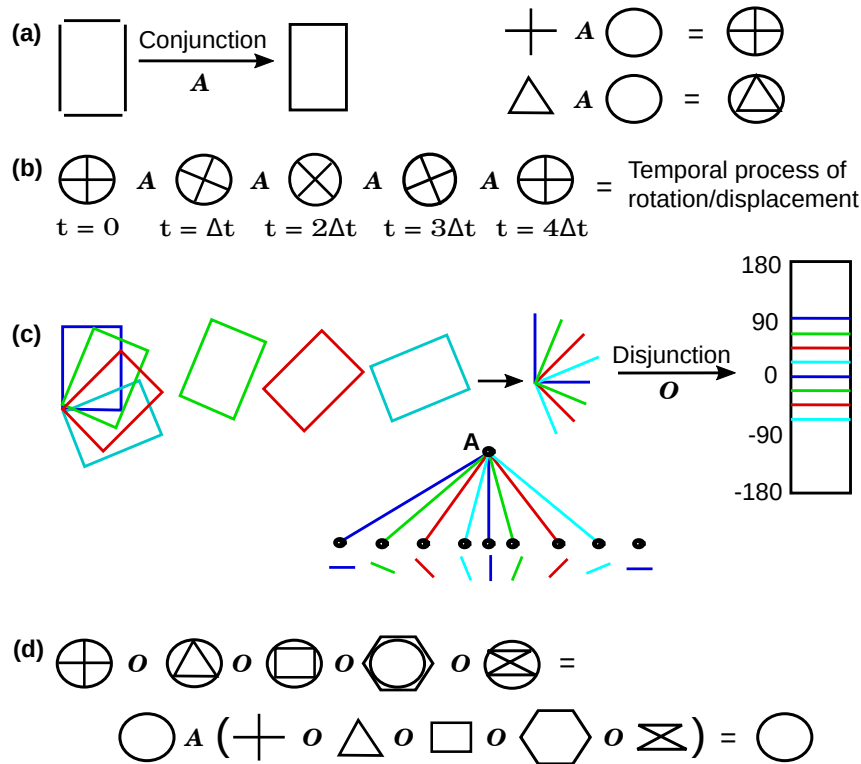 (a)
Conjunction
A
A =
A =
(b)
A A A A = Temporal process of
rotation/displacement
t = 0 t = Δt t = 2Δt t = 3Δt t = 4Δt
(c)
Disjunction
O
180
90
0
-90
-180
A
(d)
O O O O =
A ( O O O O ) =